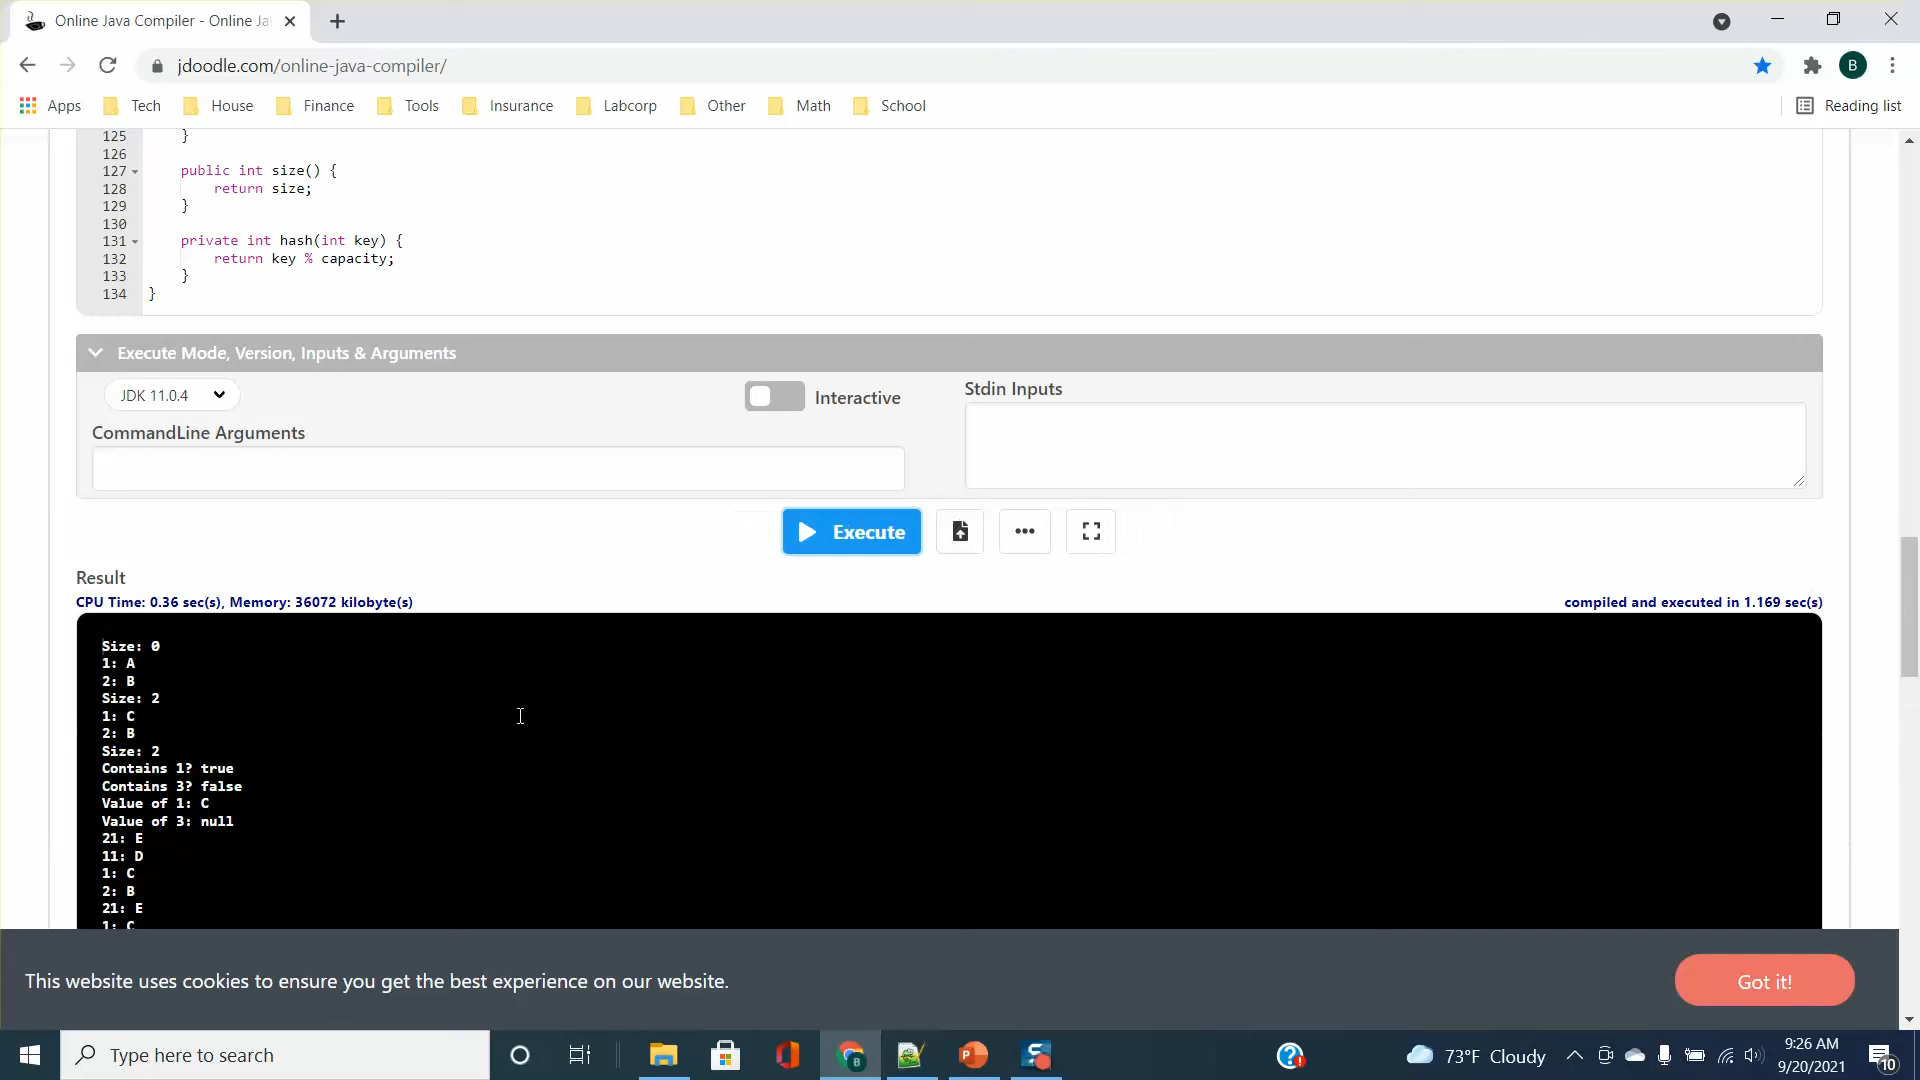 Online Java Compiler - Online Ja
jdoodle.com/online-java-compiler/
B
Apps Tech House Finance Tools Insurance Labcorp Other Math School Reading list
125 }
126
127 public int size() {
128 return size;
129 }
130
131 private int hash(int key) {
132 return key % capacity;
133 }
134 }
Execute Mode, Version, Inputs & Arguments
JDK 11.0.4 Interactive Stdin Inputs
CommandLine Arguments
Execute
Result
CPU Time: 0.36 sec(s), Memory: 36072 kilobyte(s) compiled and executed in 1.169 sec(s)
Size: 0
1: A
2: B
Size: 2
1: C
2: B
Size: 2
Contains 1? true
Contains 3? false
Value of 1: C
Value of 3: null
21: E
11: D
1: C
2: B
21: E
1: C
This website uses cookies to ensure you get the best experience on our website. Got it!
Type here to search 73°F Cloudy 9:26 AM
9/20/2021 10